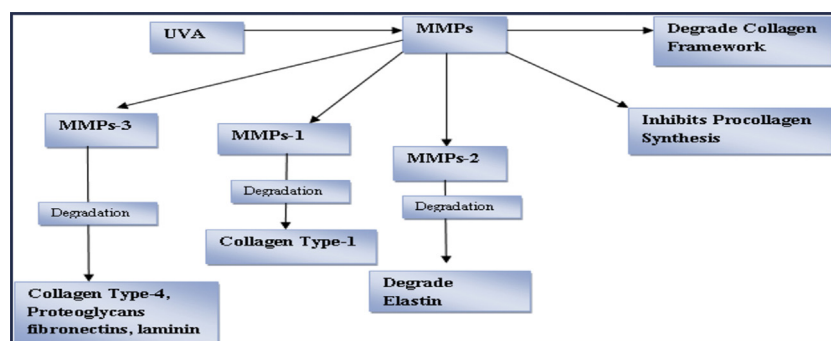 UVA
MMPs
Degrade Collagen
Framework
MMPs-3
MMPs-1
MMPs-2
Inhibits Procollagen
Synthesis
Degradation
Degradation
Degradation
Collagen Type-1
Collagen Type-4,
Proteoglycans
fibronectins, laminin
Degrade
Elastin